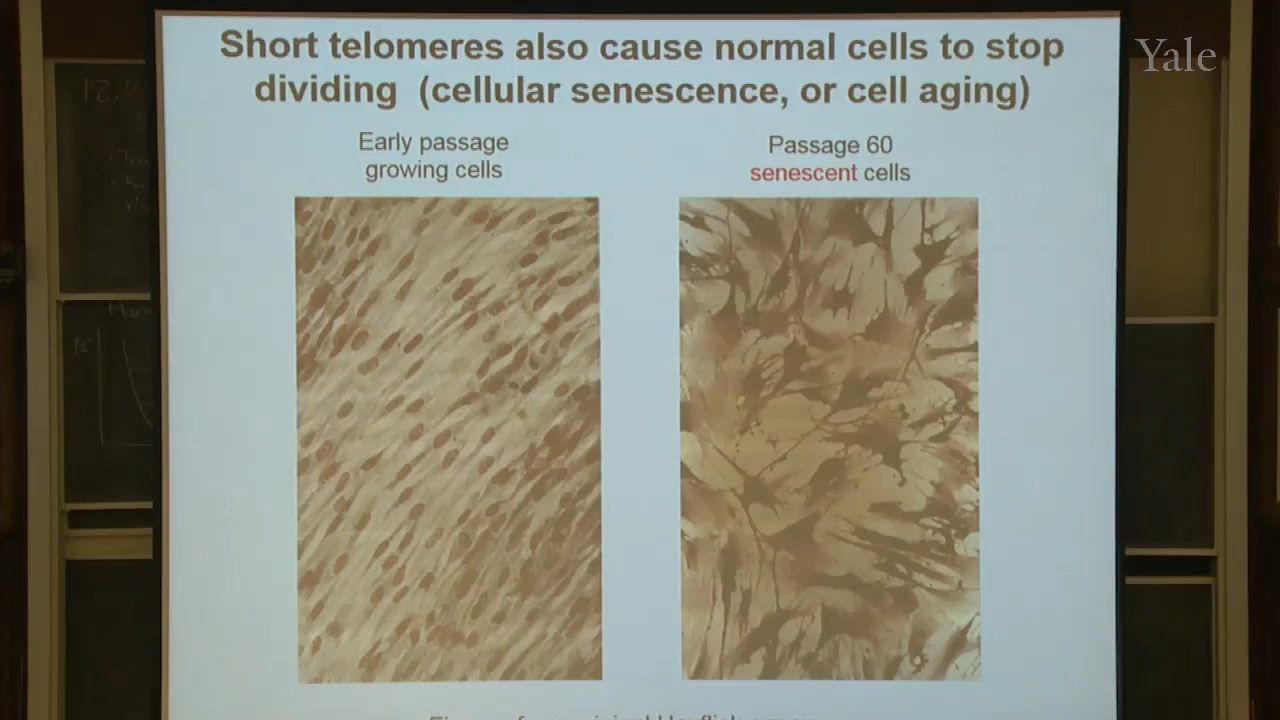 Short telomeres also cause normal cells to stop
dividing (cellular senescence, or cell aging)
Yale
Early passage
growing cells
Passage 60
senescent cells